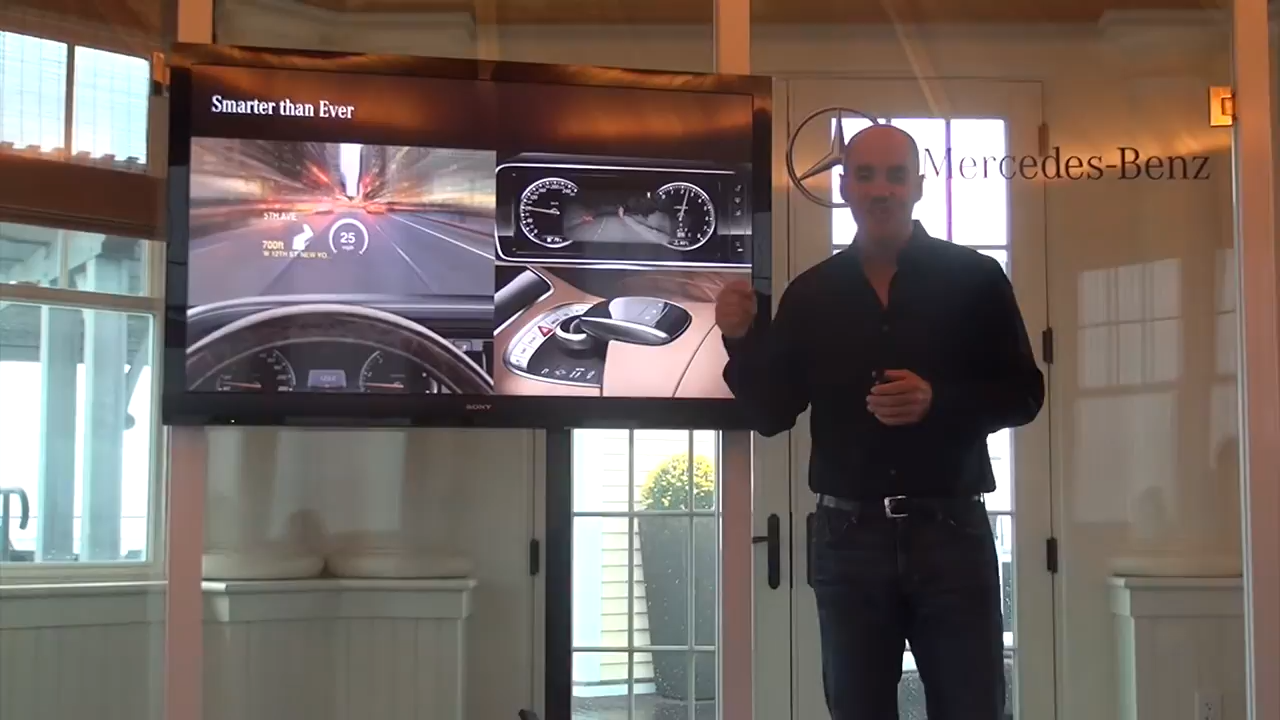 Smarter than Ever
5TH AVE
700ft
25
mph
W 12TH ST NEW YO..
SONY
Mercedes-Benz